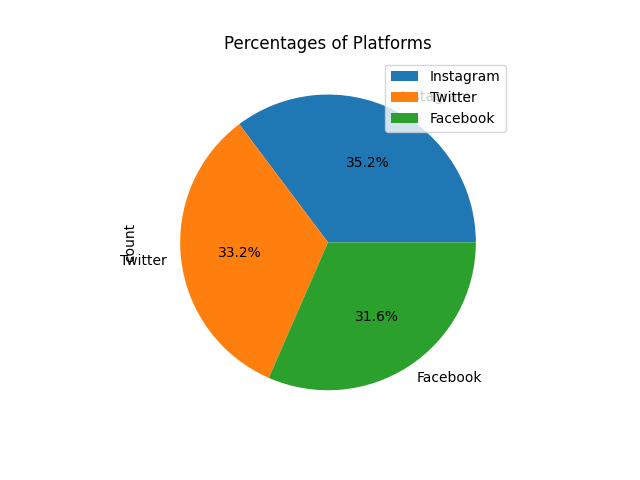 Percentages of Platforms
Instagram
Twitter
Facebook
35.2%
33.2%
31.6%
count
Twitter
Facebook